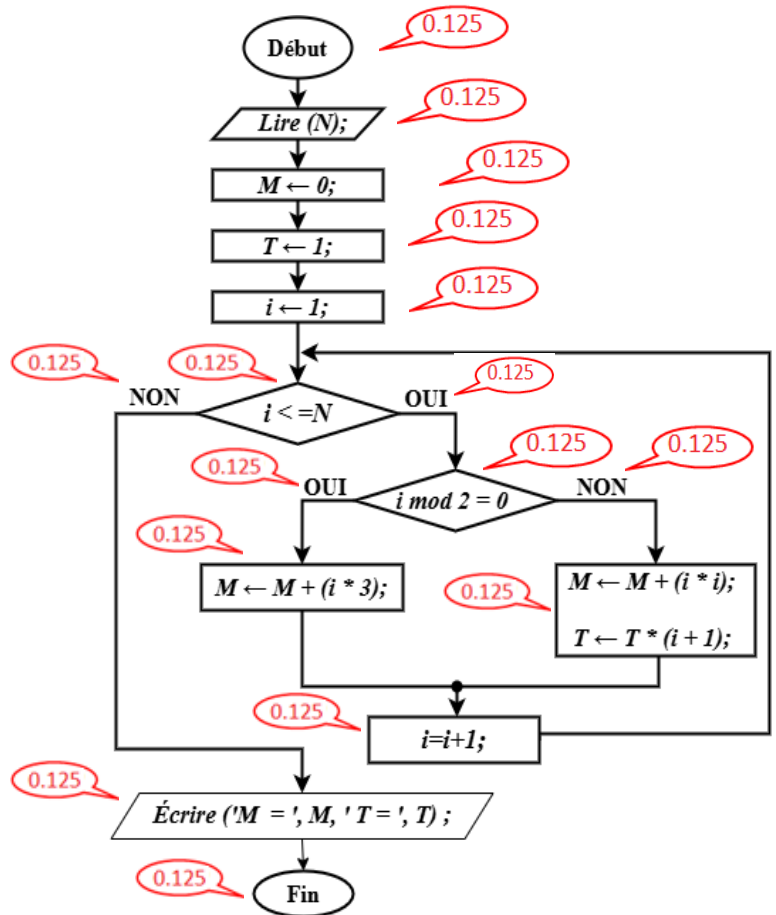 Début
0.125
Lire (N);
0.125
M ← 0;
0.125
T ← 1;
0.125
i ← 1;
0.125
0.125
0.125
0.125
NON
i < =N
OUI
0.125
0.125
0.125
OUI
i mod 2 = 0
NON
0.125
M ← M + (i * 3);
0.125
M ← M + (i * i);
T ← T * (i + 1);
0.125
i=i+1;
0.125
Écrire ('M = ', M, ' T = ', T) ;
0.125
Fin